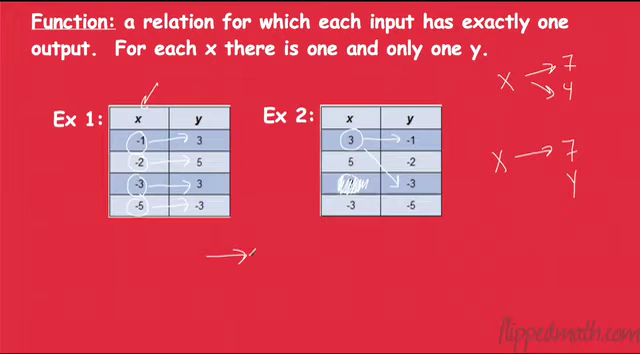 Function: a relation for which each input has exactly one
output. For each x there is one and only one y.
X → 7
4
Ex 1:
x y
-1 → 3
-2 → 5
-3 → 3
-5 → -3
Ex 2:
x y
3 → -1
5 -2
-3
-3 -5
X → 7
Y
→
flippedmath.com